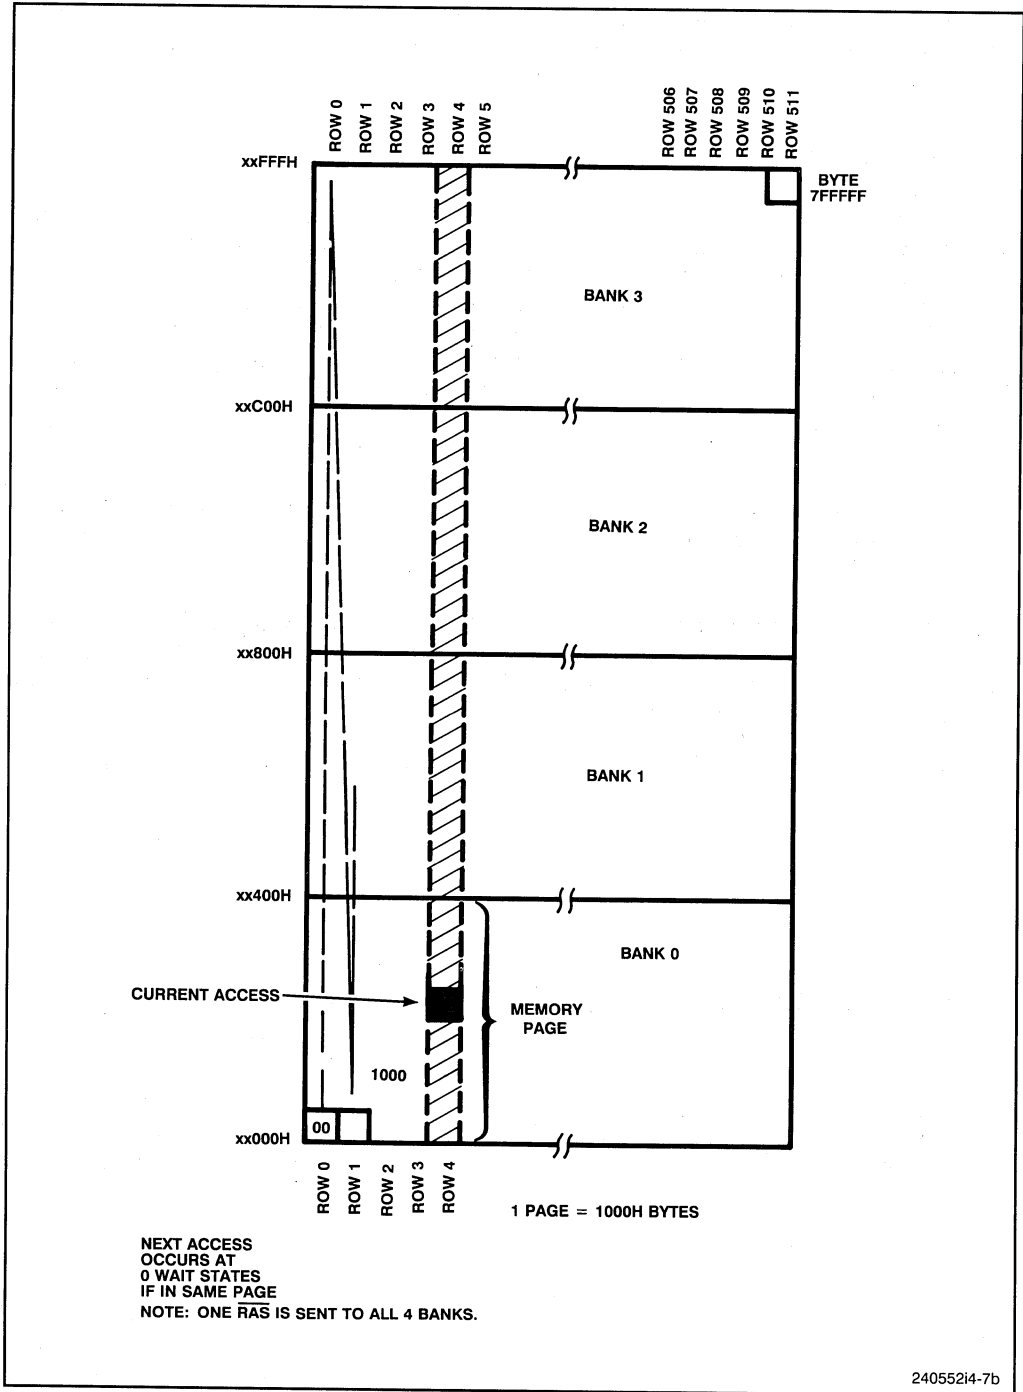 ROW 0
ROW 1
ROW 2
ROW 3
ROW 4
ROW 5
ROW 506
ROW 507
ROW 508
ROW 509
ROW 510
ROW 511
xxFFFH
BYTE
7FFFFF
BANK 3
xxC00H
BANK 2
xx800H
BANK 1
xx400H
BANK 0
CURRENT ACCESS
MEMORY
PAGE
1000
00
xx000H
ROW 0
ROW 1
ROW 2
ROW 3
ROW 4
1 PAGE = 1000H BYTES
NEXT ACCESS
OCCURS AT
0 WAIT STATES
IF IN SAME PAGE
NOTE: ONE RAS IS SENT TO ALL 4 BANKS.
240552i4-7b